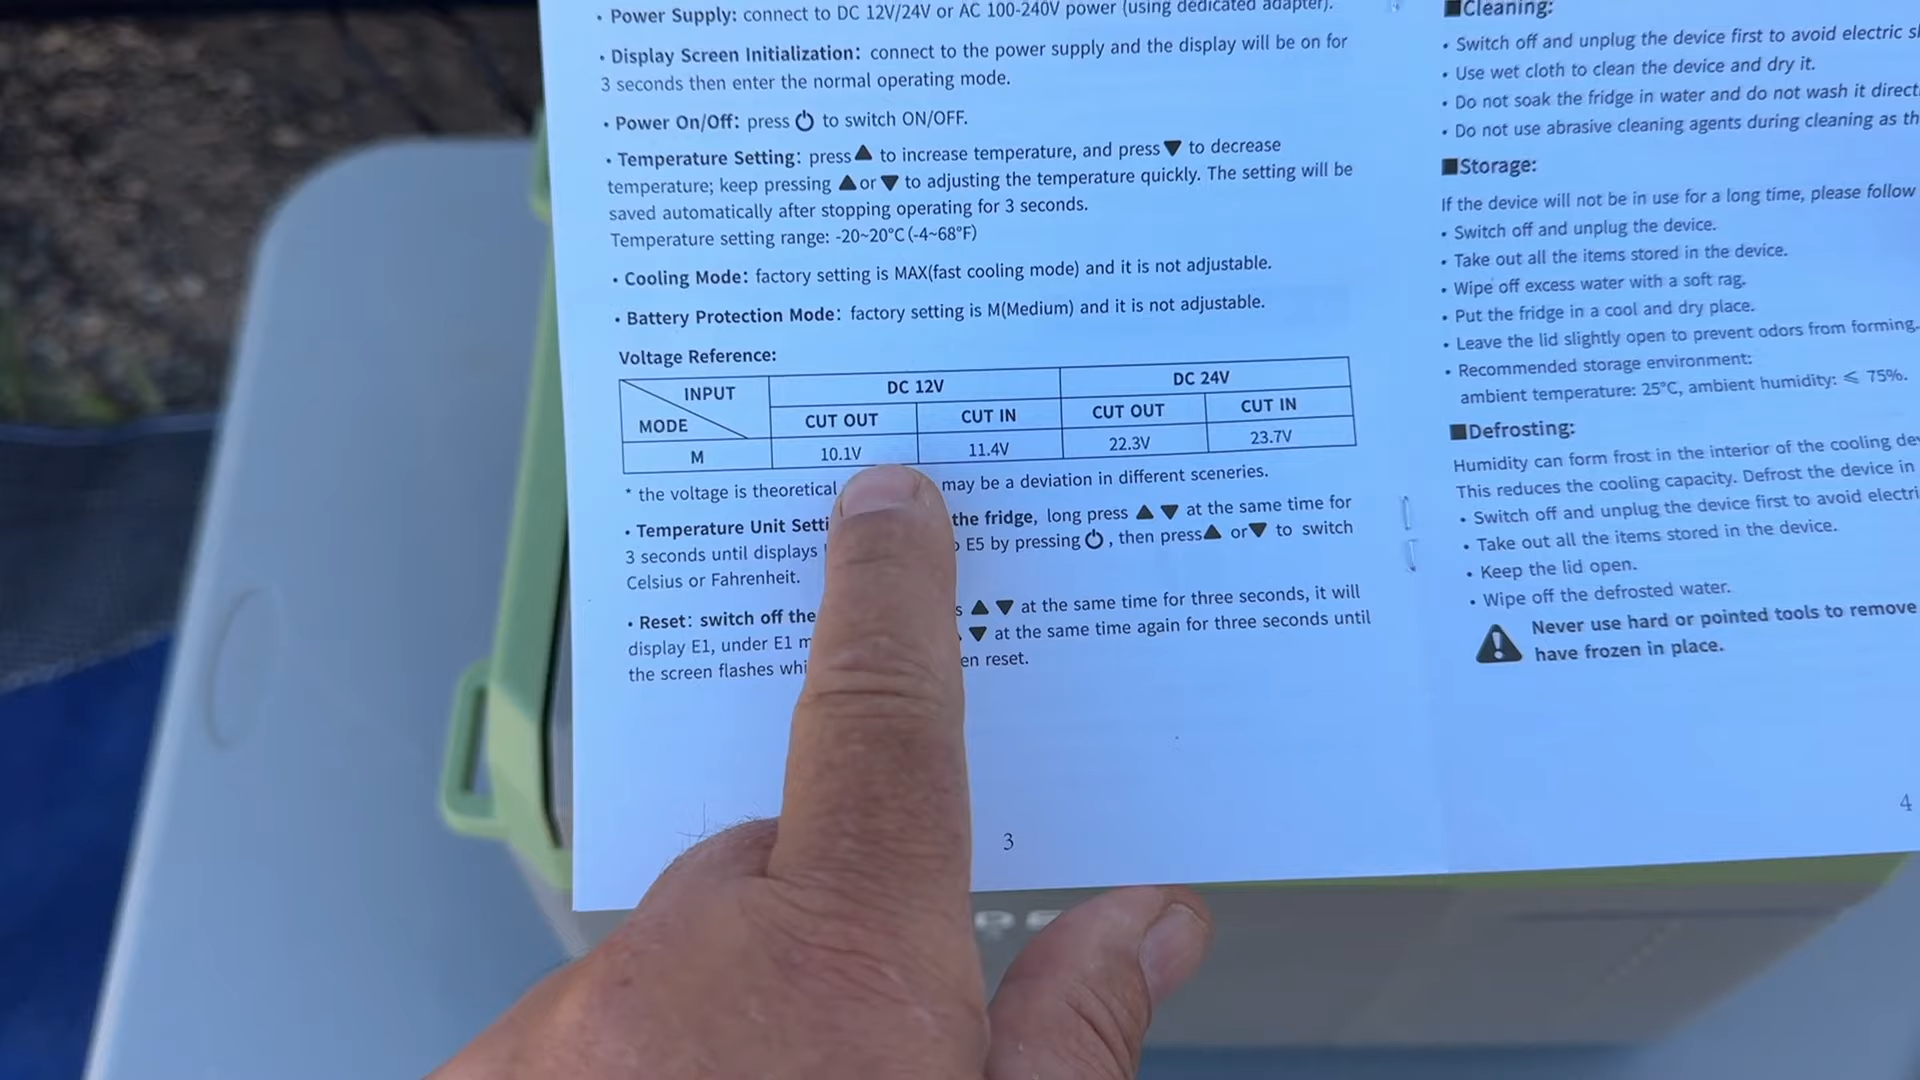 • Power Supply: connect to DC 12V/24V or AC 100-240V power (using dedicated adapter).
• Display Screen Initialization: connect to the power supply and the display will be on for
3 seconds then enter the normal operating mode.
• Power On/Off: press ⏻ to switch ON/OFF.
• Temperature Setting: press ▲ to increase temperature, and press ▼ to decrease
temperature; keep pressing ▲ or ▼ to adjusting the temperature quickly. The setting will be
saved automatically after stopping operating for 3 seconds.
Temperature setting range: -20~20°C (-4~68°F)
• Cooling Mode: factory setting is MAX(fast cooling mode) and it is not adjustable.
• Battery Protection Mode: factory setting is M(Medium) and it is not adjustable.
Voltage Reference:
INPUT DC 12V DC 24V
MODE CUT OUT CUT IN CUT OUT CUT IN
M 10.1V 11.4V 22.3V 23.7V
* the voltage is theoretical may be a deviation in different sceneries.
• Temperature Unit the fridge, long press ▲ ▼ at the same time for
3 seconds until displays E5 by pressing ⏻, then press ▲ or ▼ to switch
Celsius or Fahrenheit.
• Reset: switch off the ▲ ▼ at the same time for three seconds, it will
display E1, under E1 ▼ at the same time again for three seconds until
the screen flashes reset.
3
■Cleaning:
• Switch off and unplug the device first to avoid electric
• Use wet cloth to clean the device and dry it.
• Do not soak the fridge in water and do not wash it
• Do not use abrasive cleaning agents during cleaning as
■Storage:
If the device will not be in use for a long time, please follow
• Switch off and unplug the device.
• Take out all the items stored in the device.
• Wipe off excess water with a soft rag.
• Put the fridge in a cool and dry place.
• Leave the lid slightly open to prevent odors from forming.
• Recommended storage environment:
ambient temperature: 25°C, ambient humidity: ⩽ 75%.
■Defrosting:
Humidity can form frost in the interior of the cooling
This reduces the cooling capacity. Defrost the device in
• Switch off and unplug the device first to avoid
• Take out all the items stored in the device.
• Keep the lid open.
• Wipe off the defrosted water.
Never use hard or pointed tools to remove
have frozen in place.
4